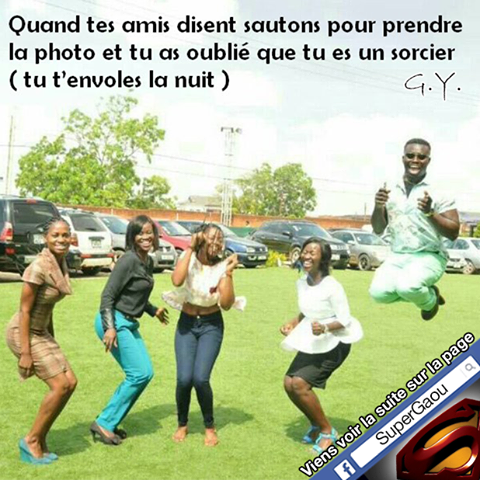 Quand tes amis disent sautons pour prendre
la photo et tu as oublié que tu es un sorcier
( tu t'envoles la nuit )
G.Y.
Viens voir la suite sur la page
f SuperGaou